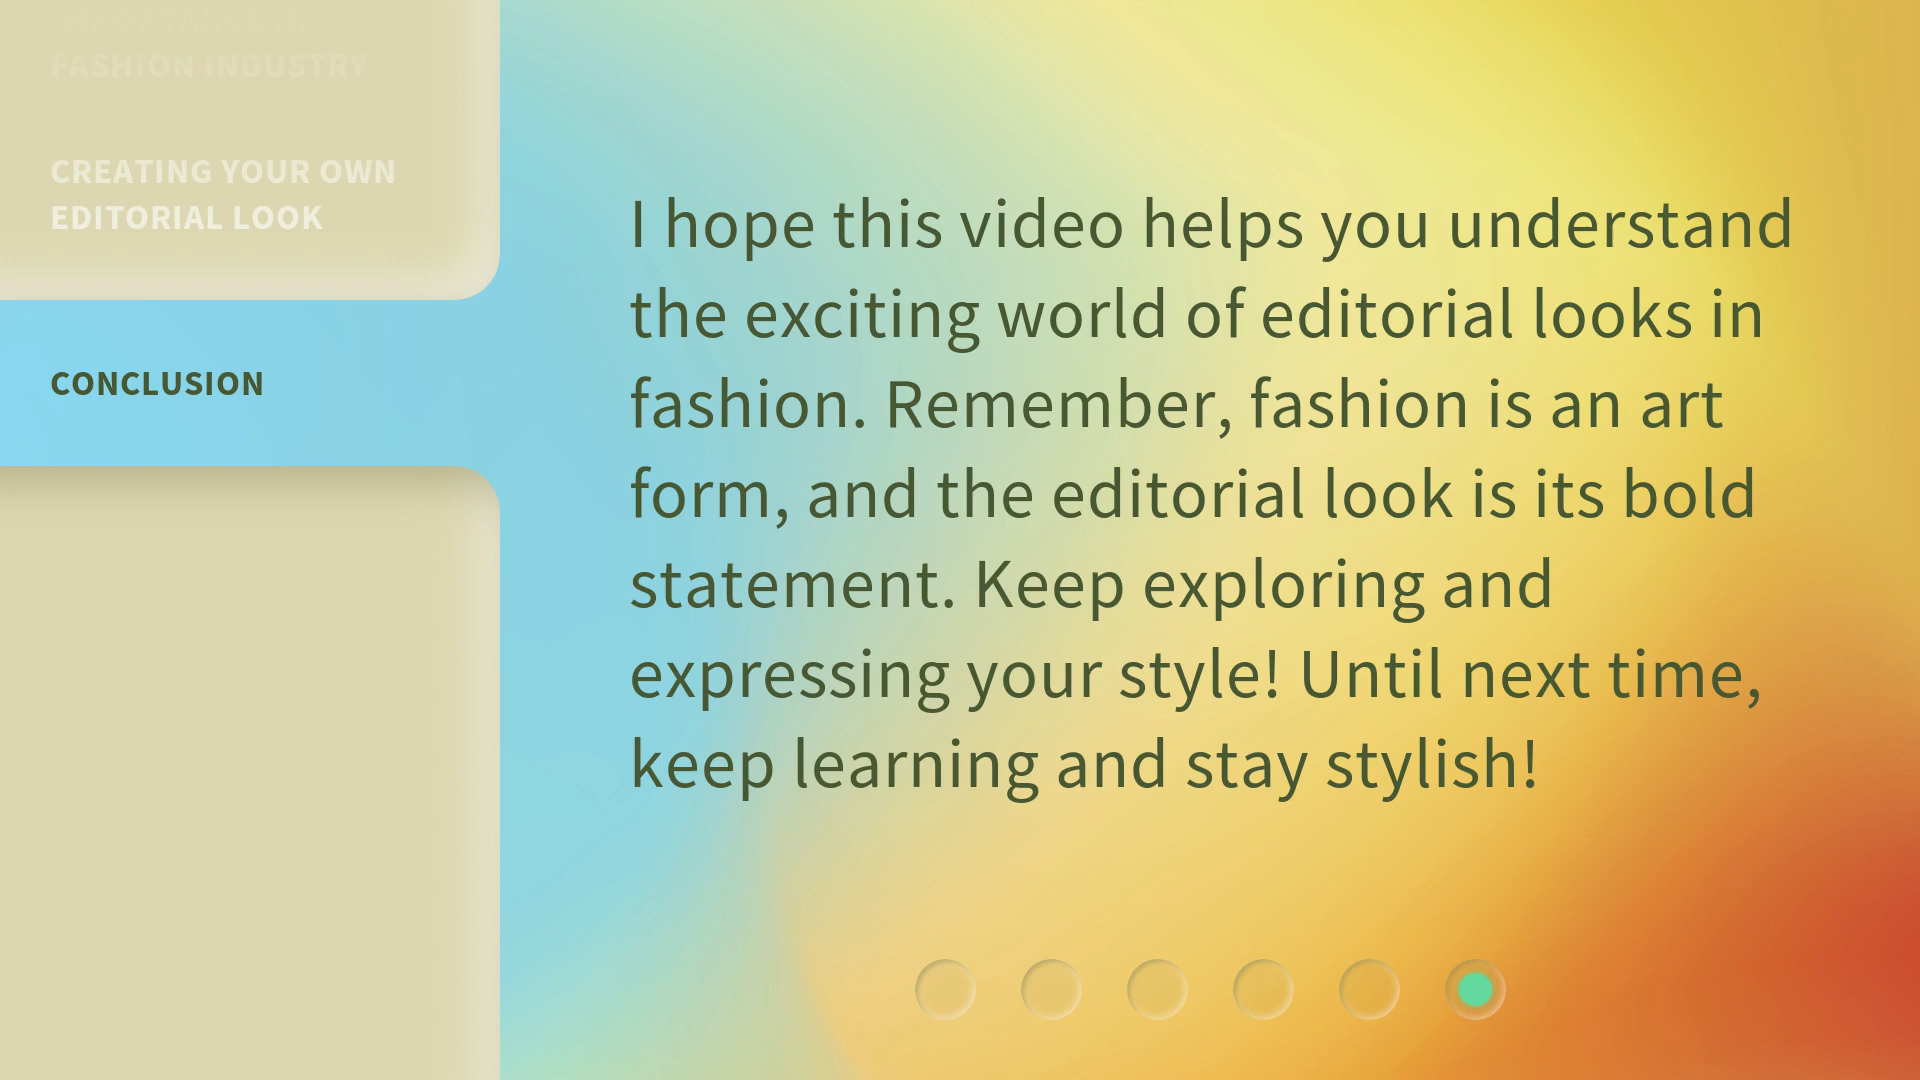 IMPORTANCE IN
FASHION INDUSTRY
CREATING YOUR OWN
EDITORIAL LOOK
CONCLUSION
I hope this video helps you understand
the exciting world of editorial looks in
fashion. Remember, fashion is an art
form, and the editorial look is its bold
statement. Keep exploring and
expressing your style! Until next time,
keep learning and stay stylish!